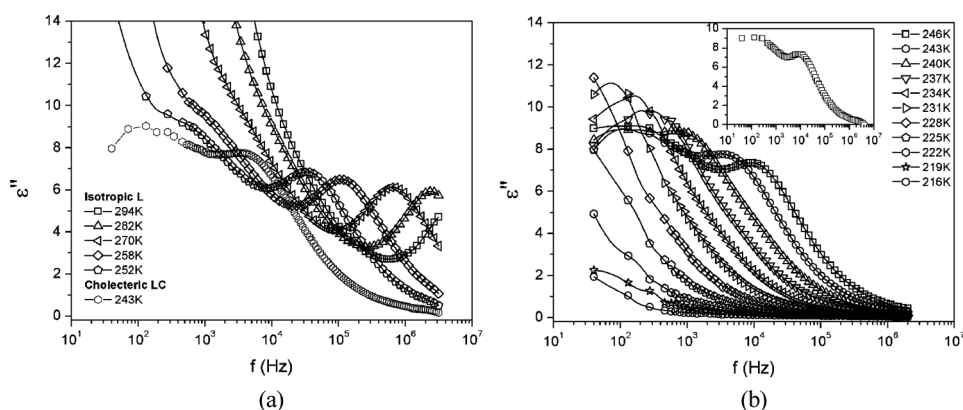 (a)
ε"
14
12
10
8
6
4
2
0
Isotropic L
294K
282K
270K
258K
252K
Cholecteric LC
243K
10¹ 10² 10³ 10⁴ 10⁵ 10⁶ 10⁷
f (Hz)
(a)
(b)
ε"
14
12
10
8
6
4
2
0
10
8
6
4
2
0
10¹ 10² 10³ 10⁴ 10⁵ 10⁶ 10⁷
246K
243K
240K
237K
234K
231K
228K
225K
222K
219K
216K
10¹ 10² 10³ 10⁴ 10⁵ 10⁶ 10⁷
f (Hz)
(b)